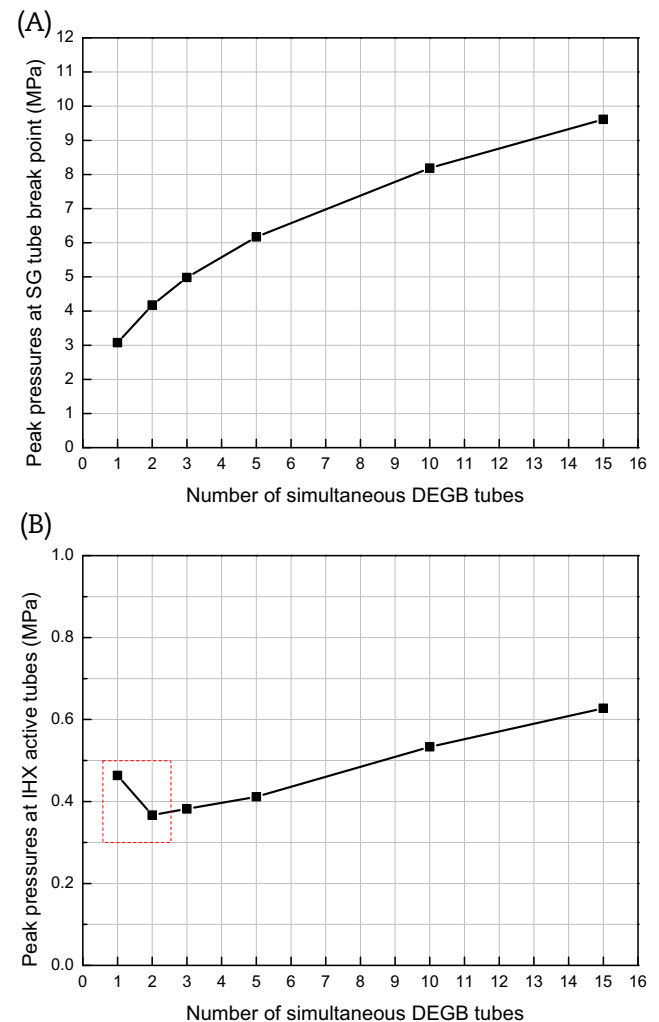 (A)
Peak pressures at SG tube break point (MPa)
12
11
10
9
8
7
6
5
4
3
2
1
0
0 1 2 3 4 5 6 7 8 9 10 11 12 13 14 15 16
Number of simultaneous DEGB tubes
(B)
Peak pressures at IHX active tubes (MPa)
1.0
0.8
0.6
0.4
0.2
0.0
0 1 2 3 4 5 6 7 8 9 10 11 12 13 14 15 16
Number of simultaneous DEGB tubes